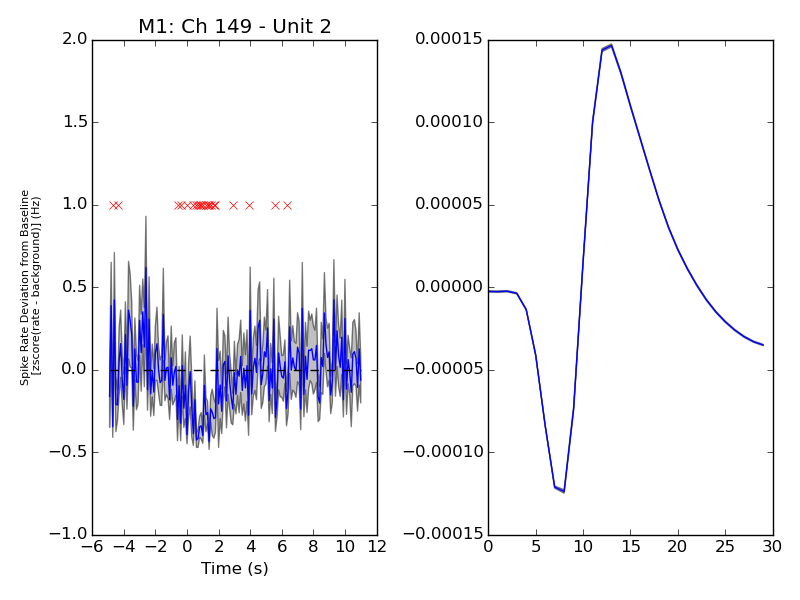 M1: Ch 149 - Unit 2
2.0
1.5
1.0
0.5
0.0
−0.5
−1.0
Spike Rate Deviation from Baseline
[zscore(rate - background)] (Hz)
−6 −4 −2 0 2 4 6 8 10 12
Time (s)
0.00015
0.00010
0.00005
0.00000
−0.00005
−0.00010
−0.00015
0 5 10 15 20 25 30